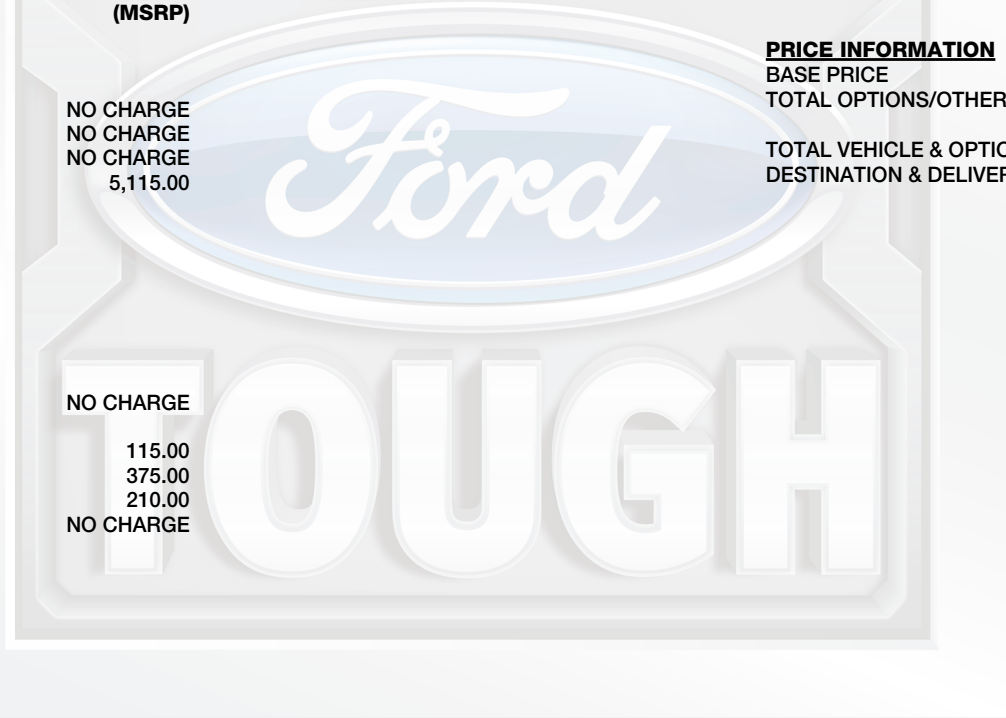 (MSRP)
NO CHARGE
NO CHARGE
NO CHARGE
5,115.00
NO CHARGE
115.00
375.00
210.00
NO CHARGE
PRICE INFORMATION
BASE PRICE
TOTAL OPTIONS/OTHER
TOTAL VEHICLE & OPTIO
DESTINATION & DELIVER
Ford
TOUGH